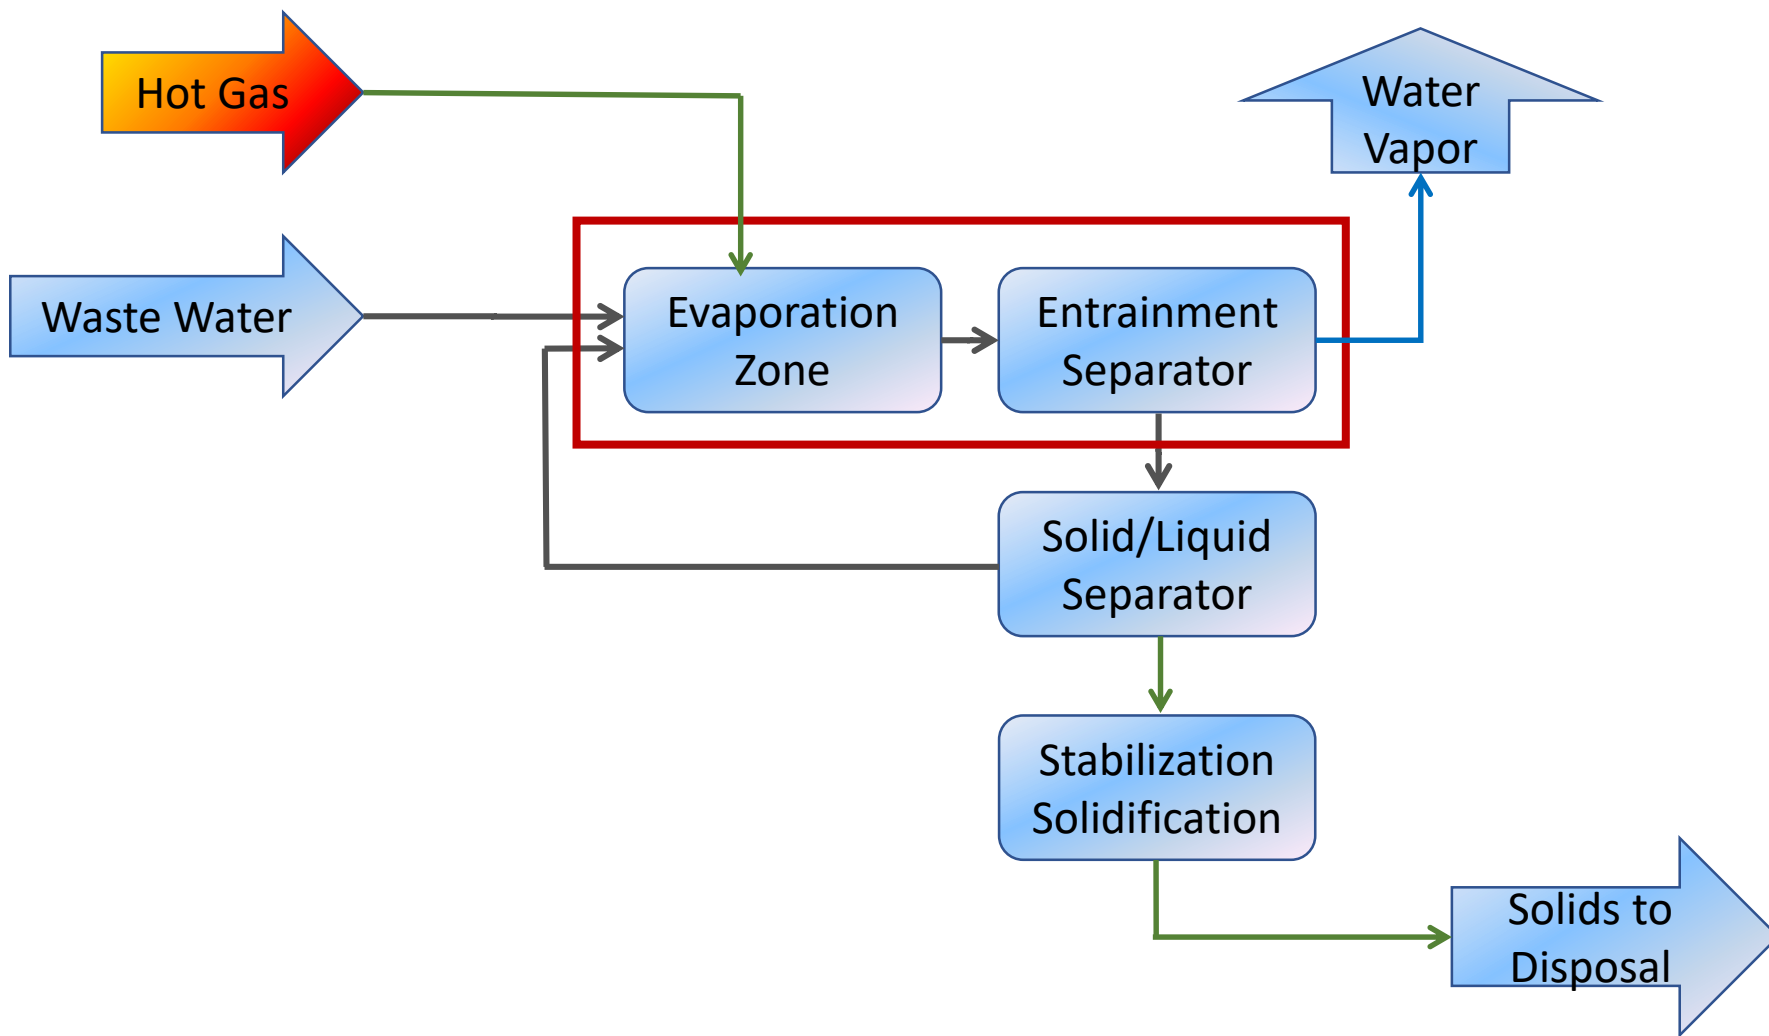 Hot Gas
Water
Vapor
Waste Water
Evaporation
Zone
Entrainment
Separator
Solid/Liquid
Separator
Stabilization
Solidification
Solids to
Disposal